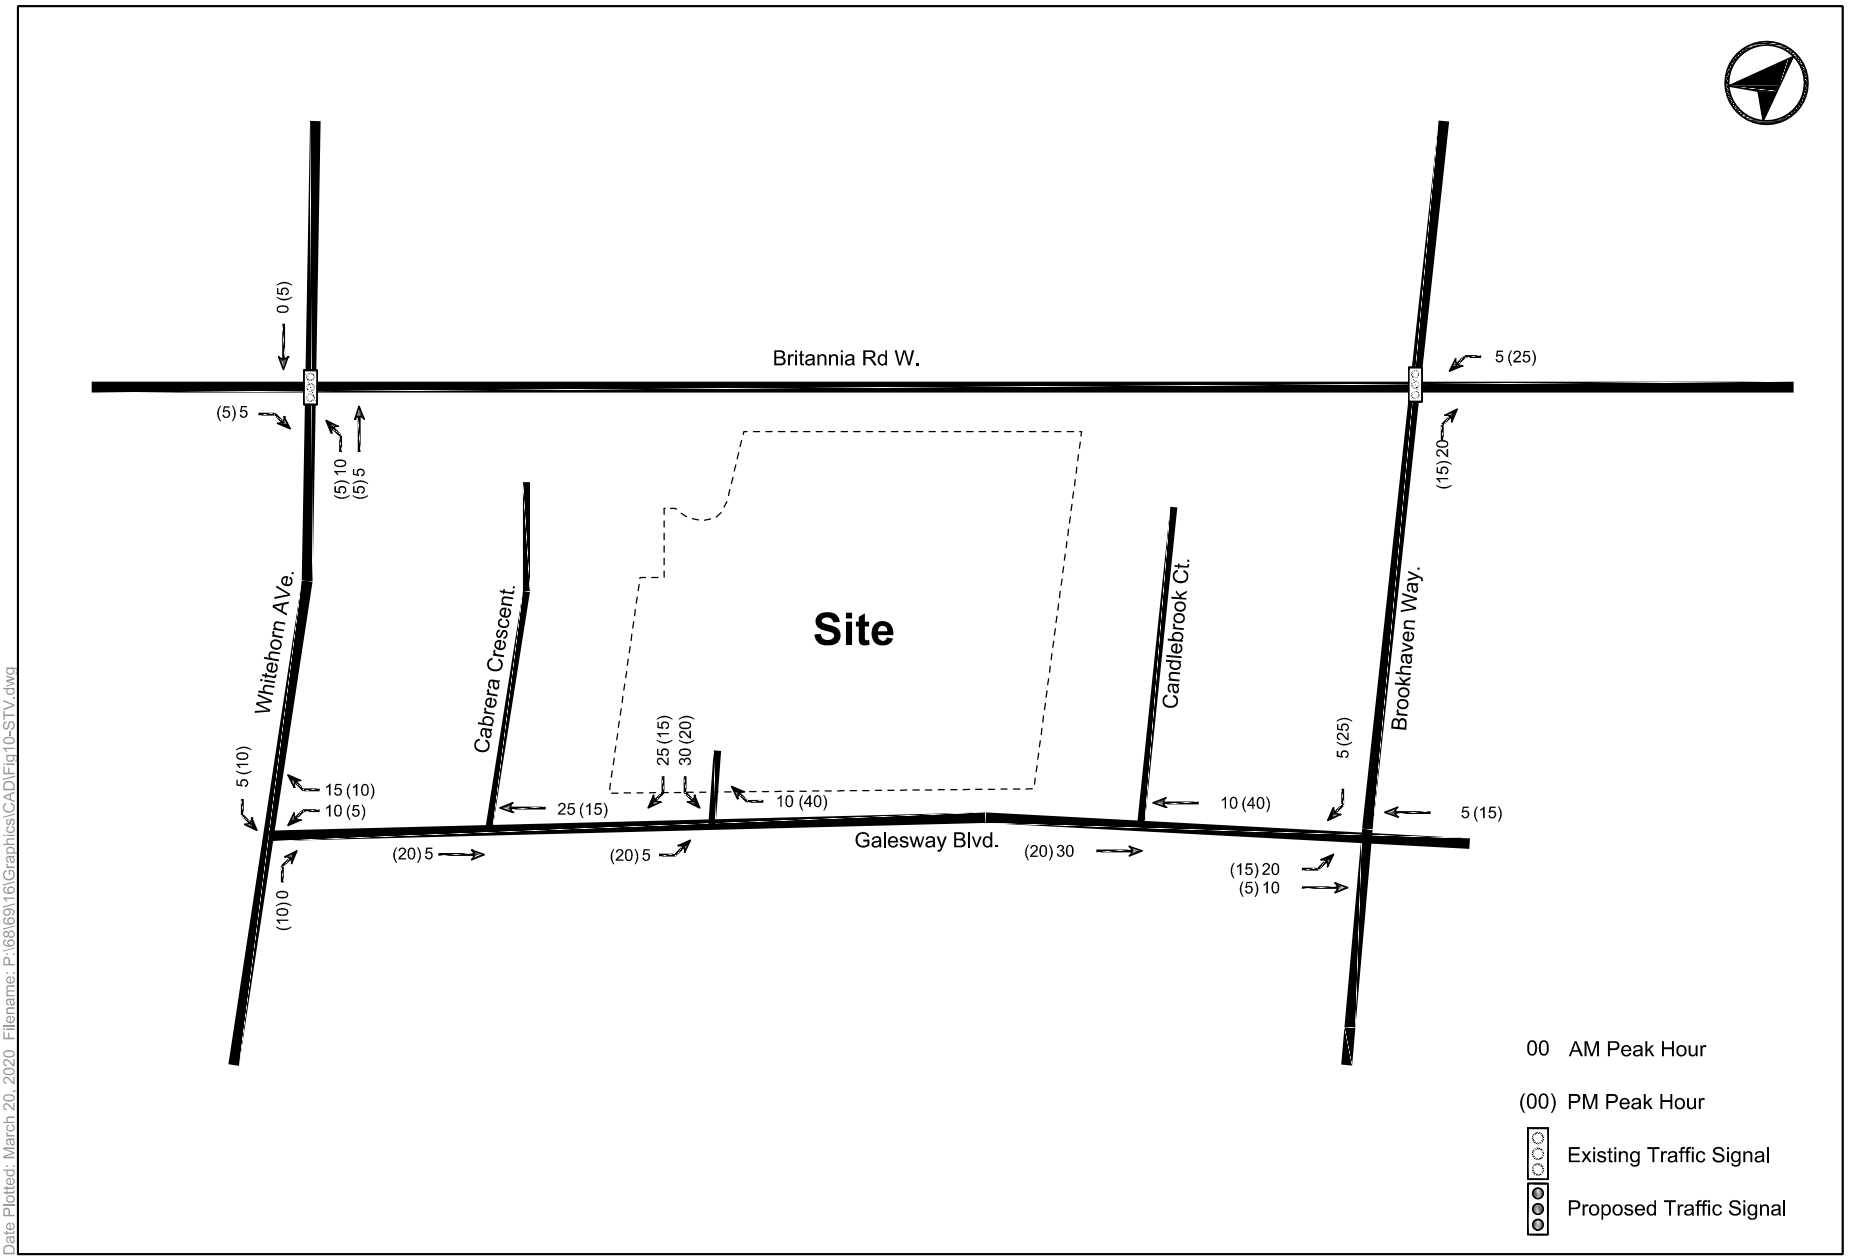 0 (5)
Britannia Rd W.
5 (25)
(5) 5
(5) 10
(5) 5
(15) 20
Whitehorn AVe.
Cabrera Crescent.
Site
Candlebrook Ct.
Brookhaven Way.
5 (10)
15 (10)
10 (5)
25 (15)
25 (15)
30 (20)
10 (40)
10 (40)
5 (25)
5 (15)
(10) 0
(20) 5
(20) 5
Galesway Blvd.
(20) 30
(15) 20
(5) 10
00 AM Peak Hour
(00) PM Peak Hour
Existing Traffic Signal
Proposed Traffic Signal
Date Plotted: March 20, 2020 Filename: P:\68\69\16\Graphics\CAD\Fig10-STV.dwg